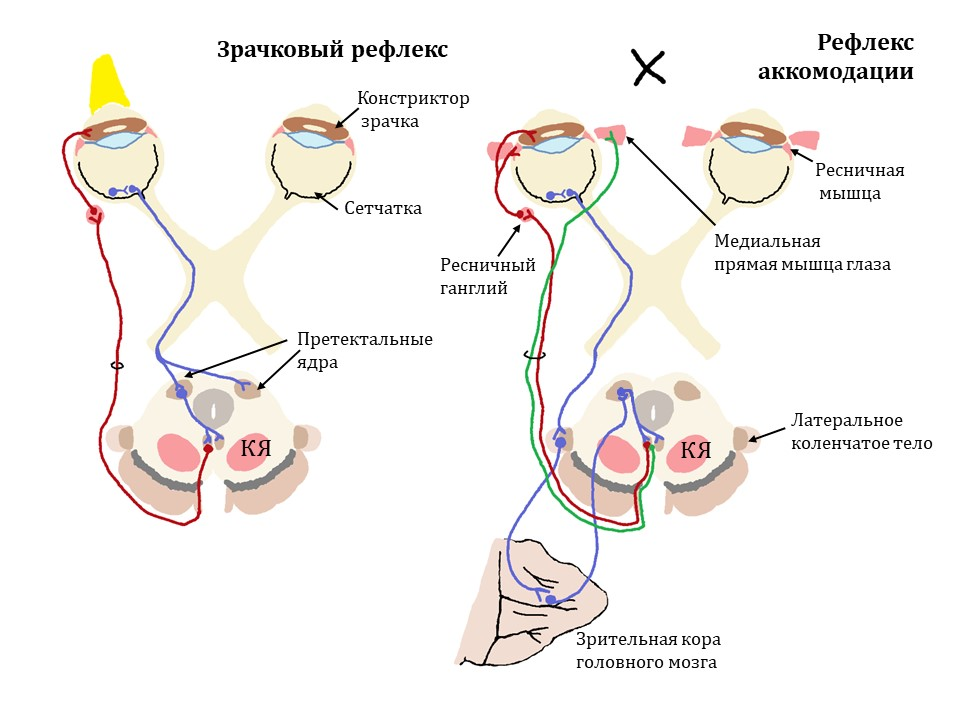 Зрачковый рефлекс
Констриктор
зрачка
Сетчатка
Претектальные
ядра
КЯ
Рефлекс
аккомодации
Ресничная
мышца
Медиальная
прямая мышца глаза
Ресничный
ганглий
Латеральное
коленчатое тело
КЯ
Зрительная кора
головного мозга